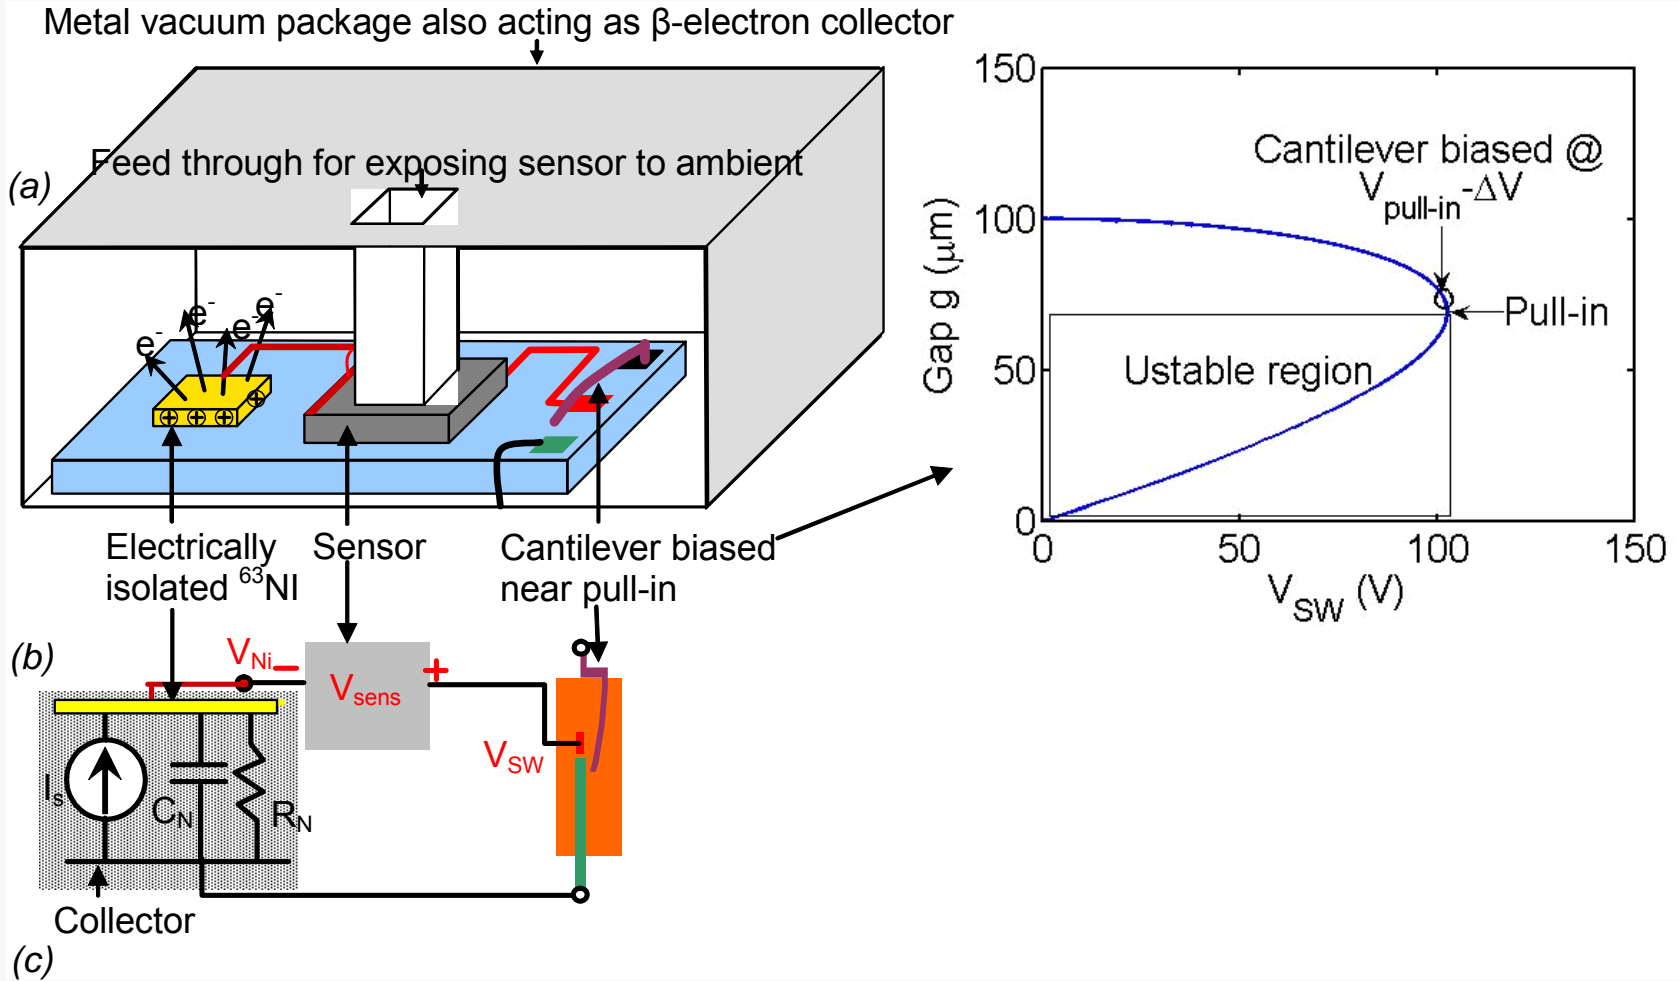 Metal vacuum package also acting as β-electron collector
Feed through for exposing sensor to ambient
(a)
e-
e-
e-
e-
Electrically
isolated 63NI
Sensor
Cantilever biased
near pull-in
150
100
50
0
0
50
100
150
Gap g (μm)
VSW (V)
Cantilever biased @
Vpull-in-ΔV
Pull-in
Ustable region
(b)
VNi
Vsens
+
VSW
Is
CN
RN
Collector
(c)